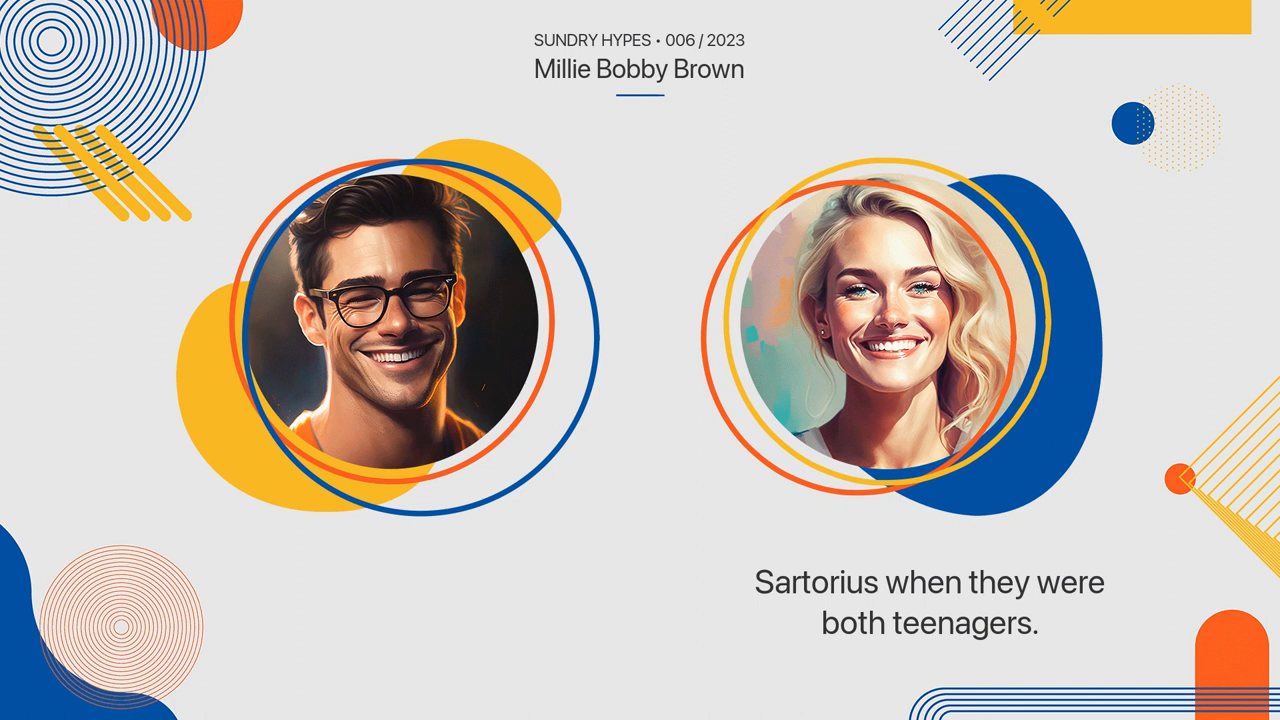 SUNDRY HYPES • 006 / 2023
Millie Bobby Brown
Sartorius when they were
both teenagers.